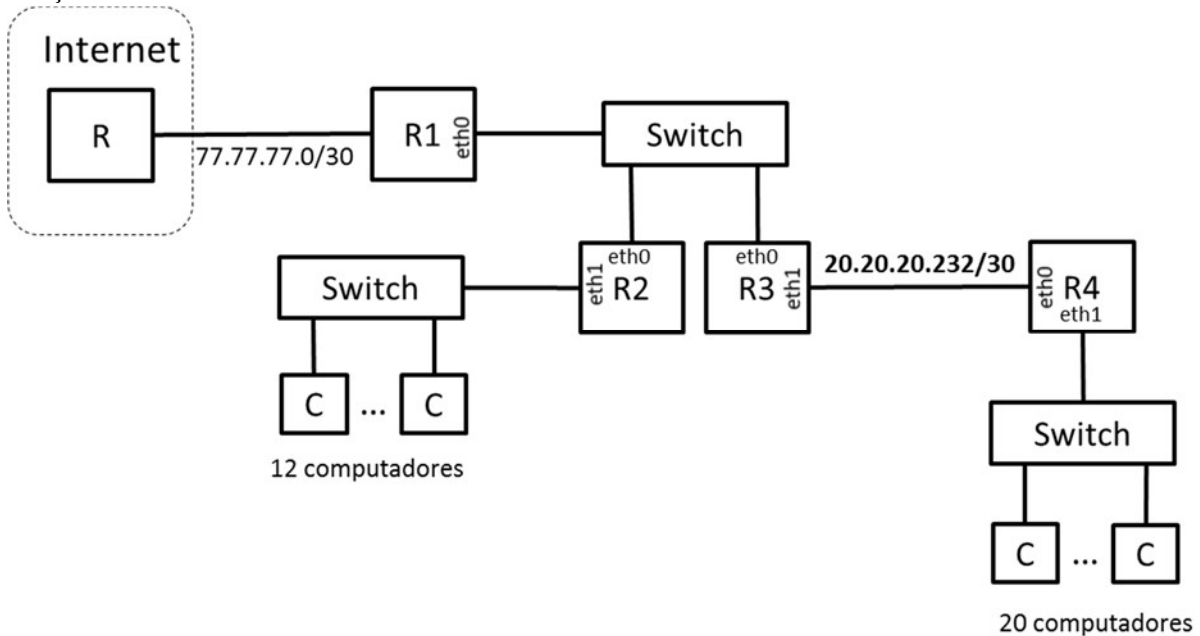 Internet
R
77.77.77.0/30
R1
eth0
Switch
eth0
eth1
R2
eth0
R3
eth1
20.20.20.232/30
eth0
R4
eth1
Switch
C ... C
12 computadores
Switch
C ... C
20 computadores